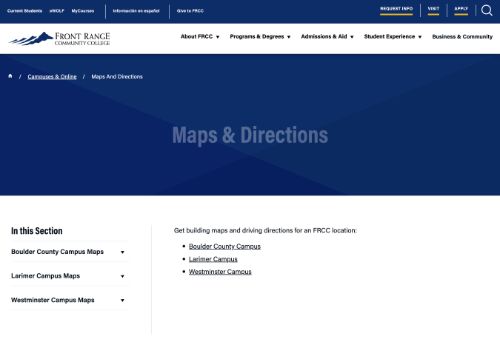 Current Students eWOLF MyCourses Información en español Give to FRCC REQUEST INFO VISIT APPLY
FRONT RANGE
COMMUNITY COLLEGE
About FRCC Programs & Degrees Admissions & Aid Student Experience Business & Community
/ Campuses & Online / Maps And Directions
Maps & Directions
In this Section
Boulder County Campus Maps
Larimer Campus Maps
Westminster Campus Maps
Get building maps and driving directions for an FRCC location:
Boulder County Campus
Larimer Campus
Westminster Campus